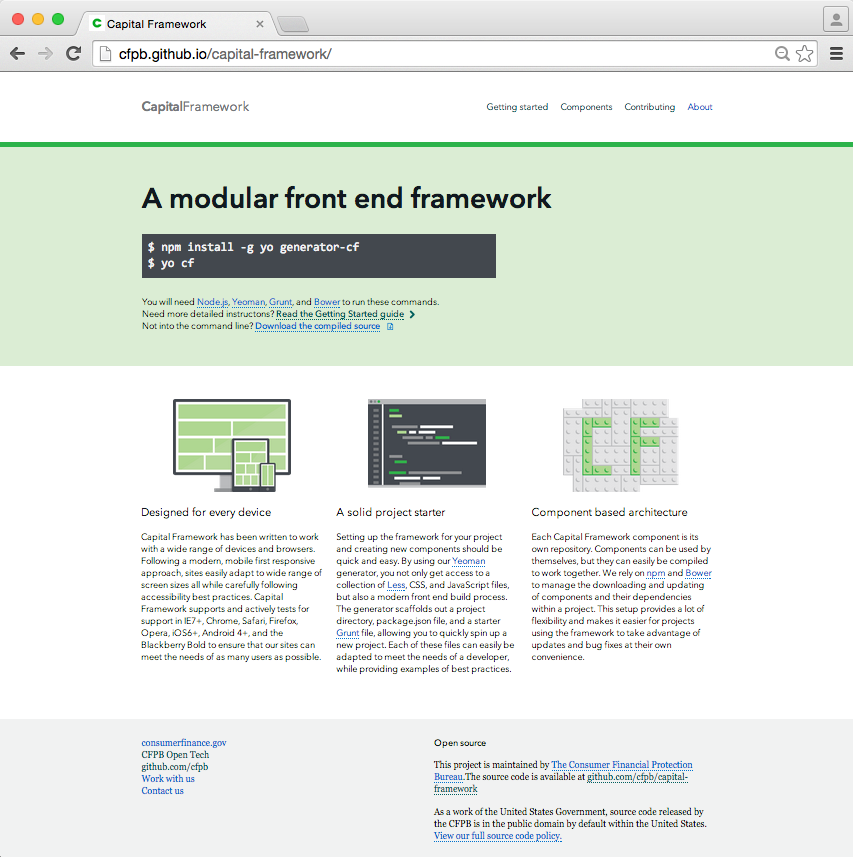 Capital Framework
cfpb.github.io/capital-framework/
CapitalFramework
Getting started Components Contributing About
A modular front end framework
$ npm install -g yo generator-cf
$ yo cf
You will need Node.js, Yeoman, Grunt, and Bower to run these commands.
Need more detailed instructons? Read the Getting Started guide
Not into the command line? Download the compiled source
Designed for every device
Capital Framework has been written to work
with a wide range of devices and browsers.
Following a modern, mobile first responsive
approach, sites easily adapt to wide range of
screen sizes all while carefully following
accessibility best practices. Capital
Framework supports and actively tests for
support in IE7+, Chrome, Safari, Firefox,
Opera, iOS6+, Android 4+, and the
Blackberry Bold to ensure that our sites can
meet the needs of as many users as possible.
A solid project starter
Setting up the framework for your project
and creating new components should be
quick and easy. By using our Yeoman
generator, you not only get access to a
collection of Less, CSS, and JavaScript files,
but also a modern front end build process.
The generator scaffolds out a project
directory, package.json file, and a starter
Grunt file, allowing you to quickly spin up a
new project. Each of these files can easily be
adapted to meet the needs of a developer,
while providing examples of best practices.
Component based architecture
Each Capital Framework component is its
own repository. Components can be used by
themselves, but they can easily be compiled
to work together. We rely on npm and Bower
to manage the downloading and updating
of components and their dependencies
within a project. This setup provides a lot of
flexibility and makes it easier for projects
using the framework to take advantage of
updates and bug fixes at their own
convenience.
consumerfinance.gov
CFPB Open Tech
github.com/cfpb
Work with us
Contact us
Open source
This project is maintained by The Consumer Financial Protection
Bureau.The source code is available at github.com/cfpb/capital-
framework
As a work of the United States Government, source code released by
the CFPB is in the public domain by default within the United States.
View our full source code policy.